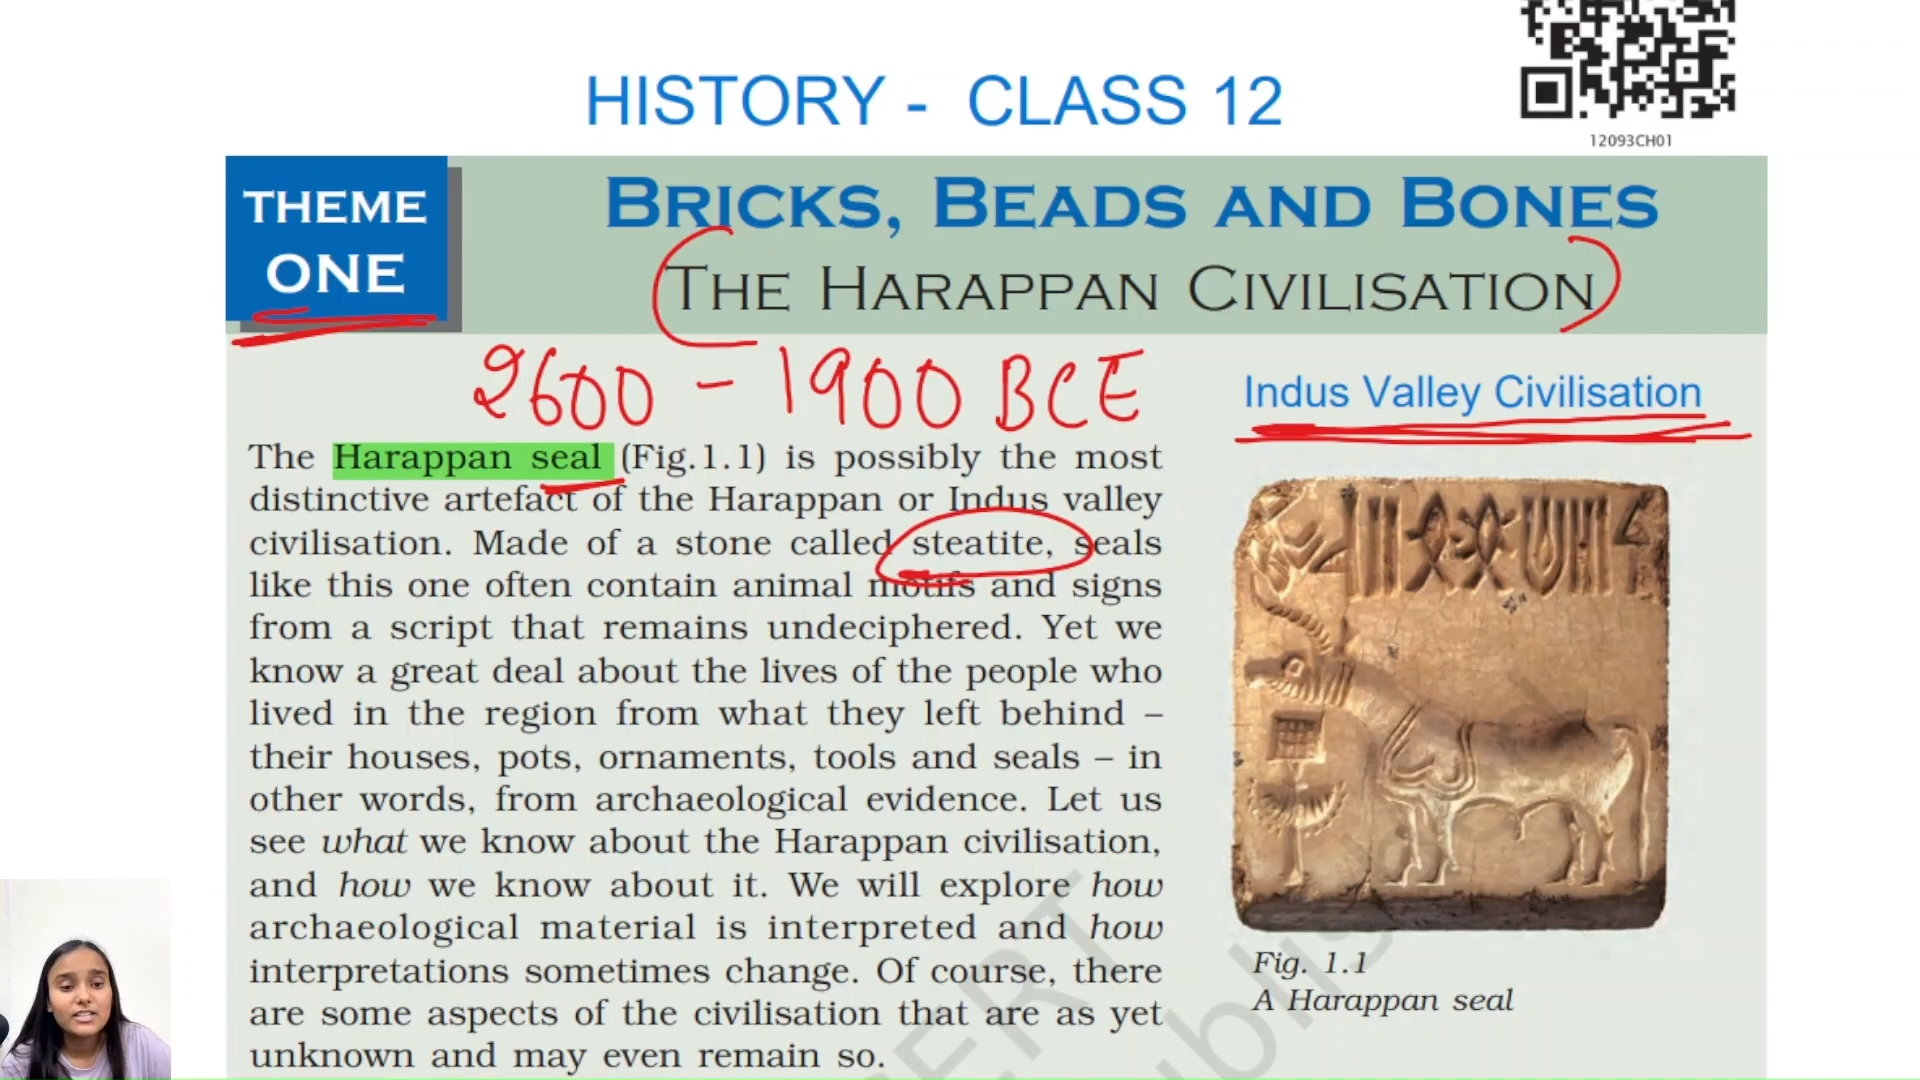 HISTORY - CLASS 12
12093CH01
THEME
ONE
BRICKS, BEADS AND BONES
THE HARAPPAN CIVILISATION
2600 - 1900 BCE
Indus Valley Civilisation
The Harappan seal (Fig.1.1) is possibly the most
distinctive artefact of the Harappan or Indus valley
civilisation. Made of a stone called steatite, seals
like this one often contain animal motifs and signs
from a script that remains undeciphered. Yet we
know a great deal about the lives of the people who
lived in the region from what they left behind –
their houses, pots, ornaments, tools and seals – in
other words, from archaeological evidence. Let us
see what we know about the Harappan civilisation,
and how we know about it. We will explore how
archaeological material is interpreted and how
interpretations sometimes change. Of course, there
are some aspects of the civilisation that are as yet
unknown and may even remain so.
Fig. 1.1
A Harappan seal